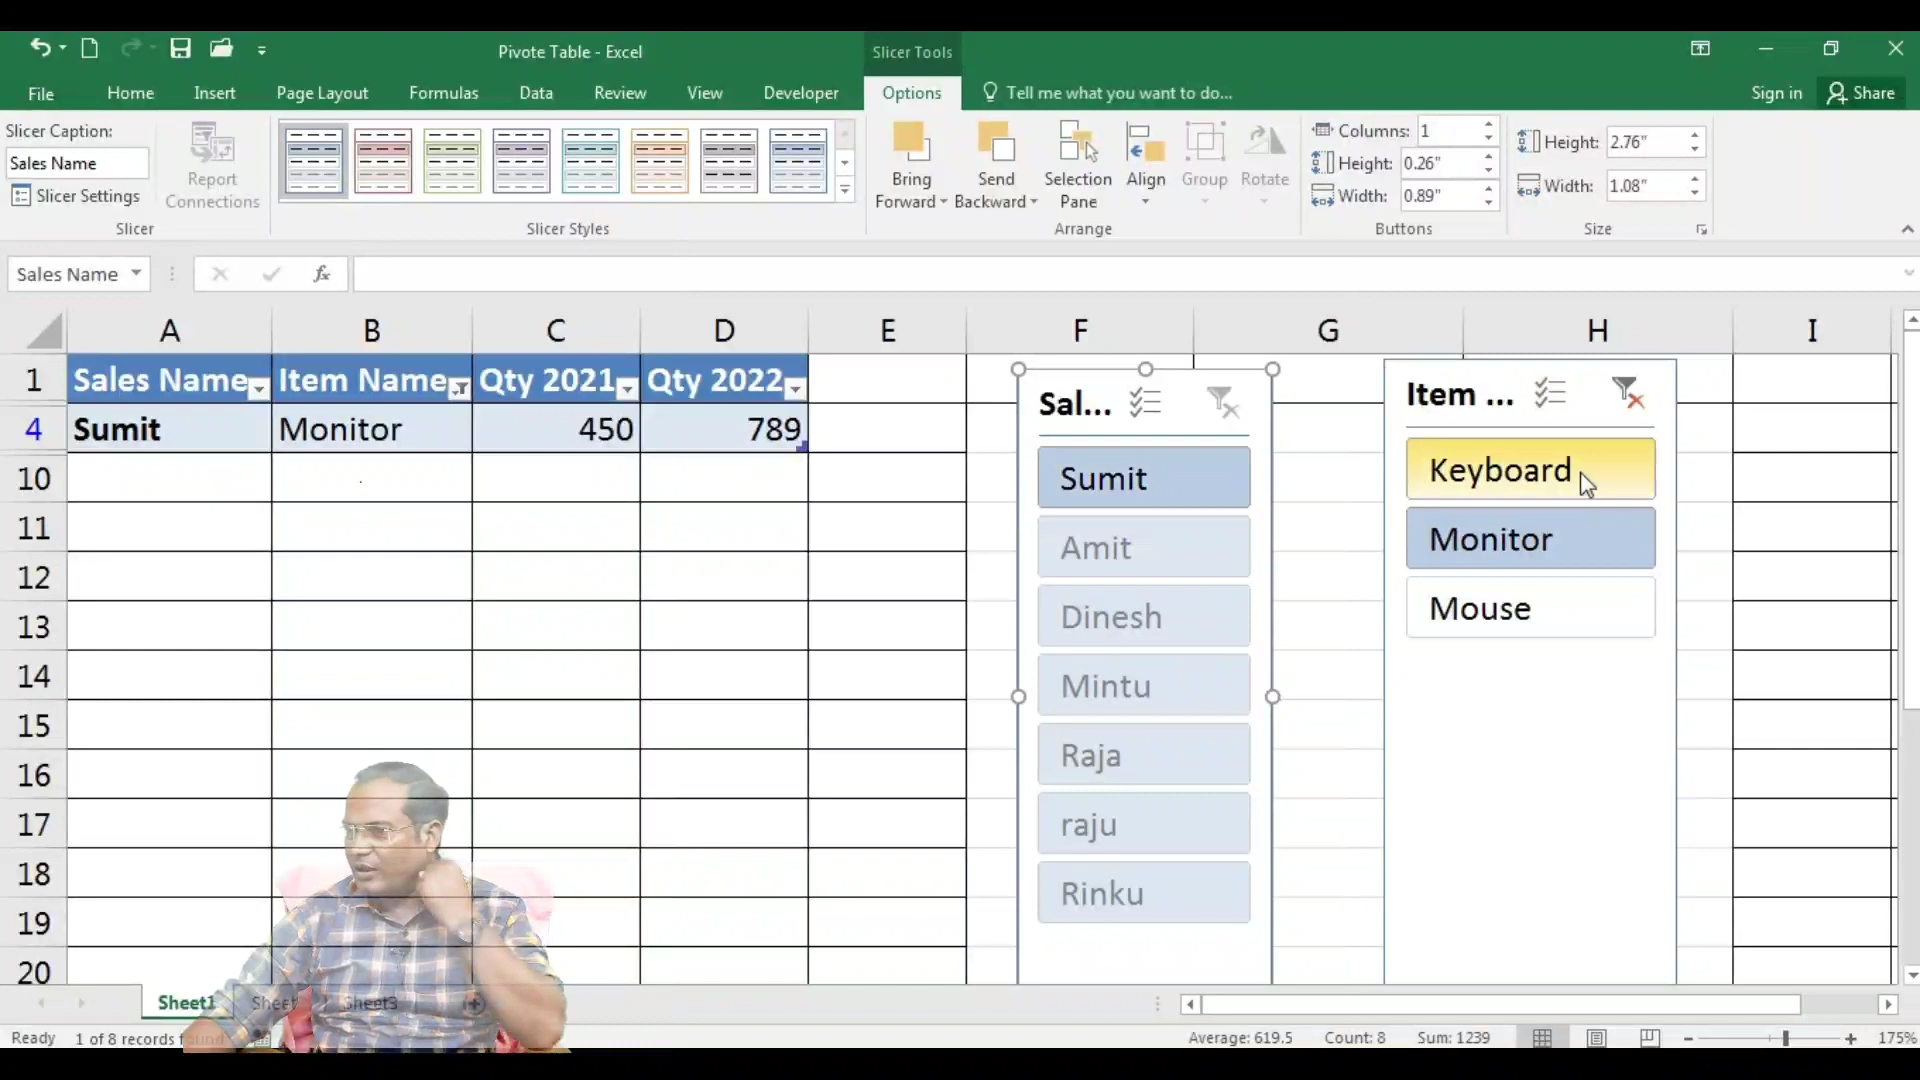 Pivote Table - Excel
Slicer Tools
File
Home
Insert
Page Layout
Formulas
Data
Review
View
Developer
Options
Tell me what you want to do...
Sign in
Share
Slicer Caption:
Sales Name
Slicer Settings
Report
Connections
Slicer
Slicer Styles
Bring
Forward
Send
Backward
Selection
Pane
Align
Group
Rotate
Arrange
Columns: 1
Height: 0.26"
Width: 0.89"
Buttons
Height: 2.76"
Width: 1.08"
Size
Sales Name
fx
A B C D E F G H I
1 Sales Name Item Name Qty 2021 Qty 2022
4 Sumit Monitor 450 789
10
11
12
13
14
15
16
17
18
19
20
Sal...
Sumit
Amit
Dinesh
Mintu
Raja
raju
Rinku
Item ...
Keyboard
Monitor
Mouse
Sheet1
Sheet3
Ready
1 of 8 records
Average: 619.5
Count: 8
Sum: 1239
175%